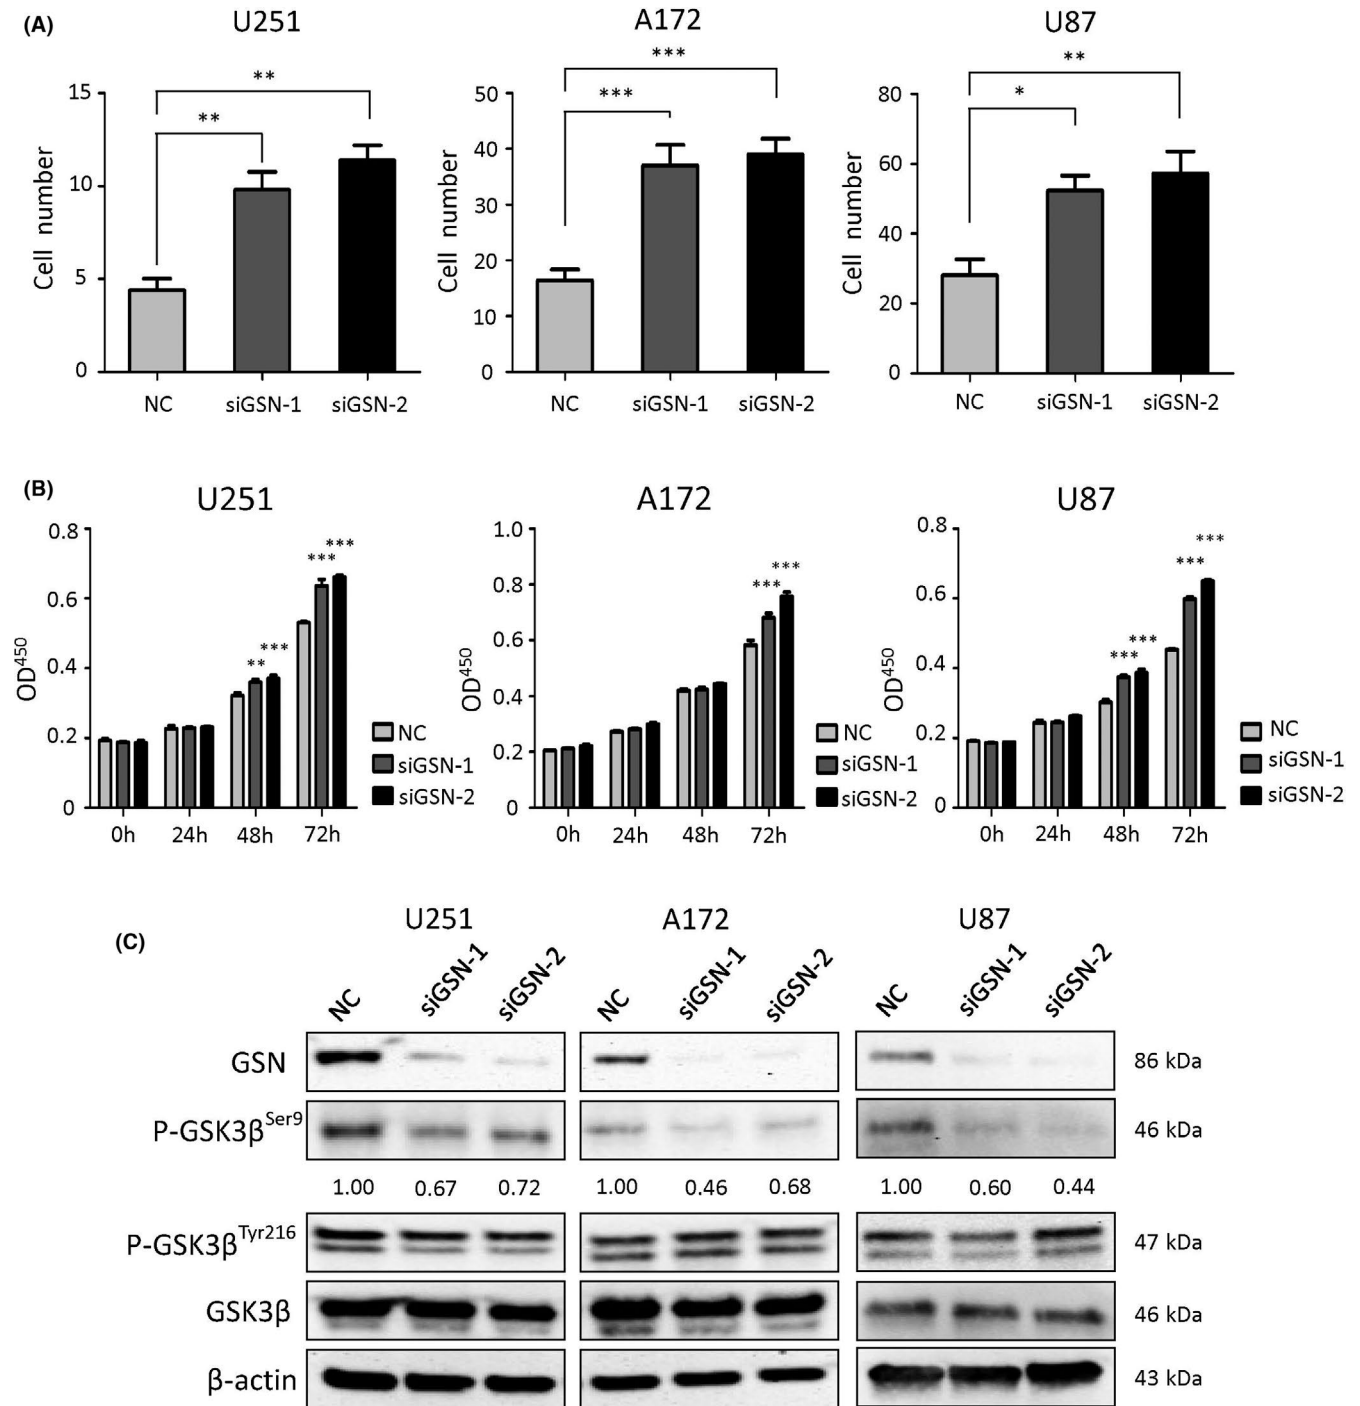 (A)
U251
A172
U87
**
**
***
***
**
*
Cell number
15
10
5
0
Cell number
50
40
30
20
10
0
Cell number
80
60
40
20
0
NC siGSN-1 siGSN-2
NC siGSN-1 siGSN-2
NC siGSN-1 siGSN-2
(B)
U251
A172
U87
OD450
0.8
0.6
0.4
0.2
0
** *** *** ***
0h 24h 48h 72h
NC
siGSN-1
siGSN-2
OD450
1.0
0.8
0.6
0.4
0.2
0
*** ***
0h 24h 48h 72h
NC
siGSN-1
siGSN-2
OD450
0.8
0.6
0.4
0.2
0
*** *** *** ***
0h 24h 48h 72h
NC
siGSN-1
siGSN-2
(C)
U251 A172 U87
NC siGSN-1 siGSN-2 NC siGSN-1 siGSN-2 NC siGSN-1 siGSN-2
GSN 86 kDa
P-GSK3βSer9 46 kDa
1.00 0.67 0.72 1.00 0.46 0.68 1.00 0.60 0.44
P-GSK3βTyr216 47 kDa
GSK3β 46 kDa
β-actin 43 kDa